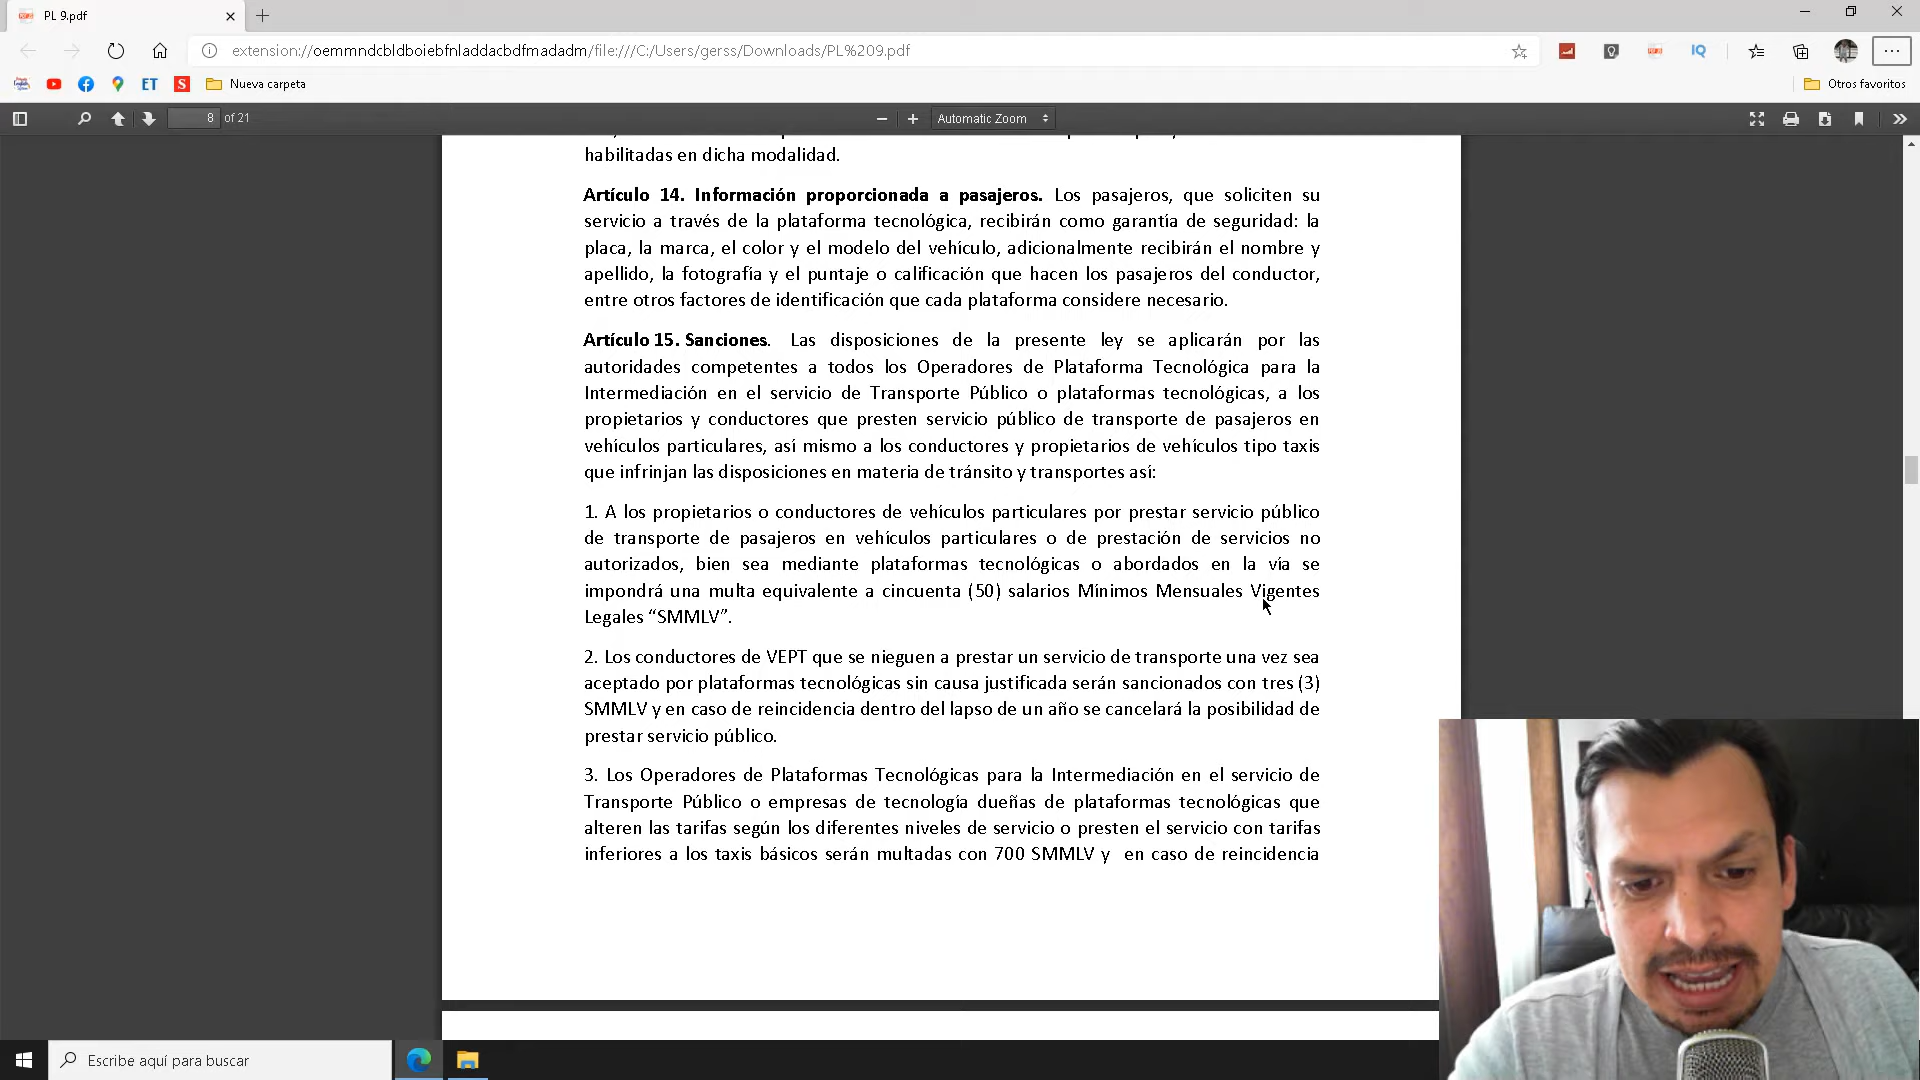 PL 9.pdf
extension://oemmndcbldboiebfnladdacbdfmadadm/file:///C:/Users/gerss/Downloads/PL%209.pdf
IQ
ET
S
Nueva carpeta
Otros favoritos
8 of 21
Automatic Zoom
habilitadas en dicha modalidad.
Artículo 14. Información proporcionada a pasajeros. Los pasajeros, que soliciten su
servicio a través de la plataforma tecnológica, recibirán como garantía de seguridad: la
placa, la marca, el color y el modelo del vehículo, adicionalmente recibirán el nombre y
apellido, la fotografía y el puntaje o calificación que hacen los pasajeros del conductor,
entre otros factores de identificación que cada plataforma considere necesario.
Artículo 15. Sanciones. Las disposiciones de la presente ley se aplicarán por las
autoridades competentes a todos los Operadores de Plataforma Tecnológica para la
Intermediación en el servicio de Transporte Público o plataformas tecnológicas, a los
propietarios y conductores que presten servicio público de transporte de pasajeros en
vehículos particulares, así mismo a los conductores y propietarios de vehículos tipo taxis
que infrinjan las disposiciones en materia de tránsito y transportes así:
1. A los propietarios o conductores de vehículos particulares por prestar servicio público
de transporte de pasajeros en vehículos particulares o de prestación de servicios no
autorizados, bien sea mediante plataformas tecnológicas o abordados en la vía se
impondrá una multa equivalente a cincuenta (50) salarios Mínimos Mensuales Vigentes
Legales “SMMLV”.
2. Los conductores de VEPT que se nieguen a prestar un servicio de transporte una vez sea
aceptado por plataformas tecnológicas sin causa justificada serán sancionados con tres (3)
SMMLV y en caso de reincidencia dentro del lapso de un año se cancelará la posibilidad de
prestar servicio público.
3. Los Operadores de Plataformas Tecnológicas para la Intermediación en el servicio de
Transporte Público o empresas de tecnología dueñas de plataformas tecnológicas que
alteren las tarifas según los diferentes niveles de servicio o presten el servicio con tarifas
inferiores a los taxis básicos serán multadas con 700 SMMLV y en caso de reincidencia
Escribe aquí para buscar